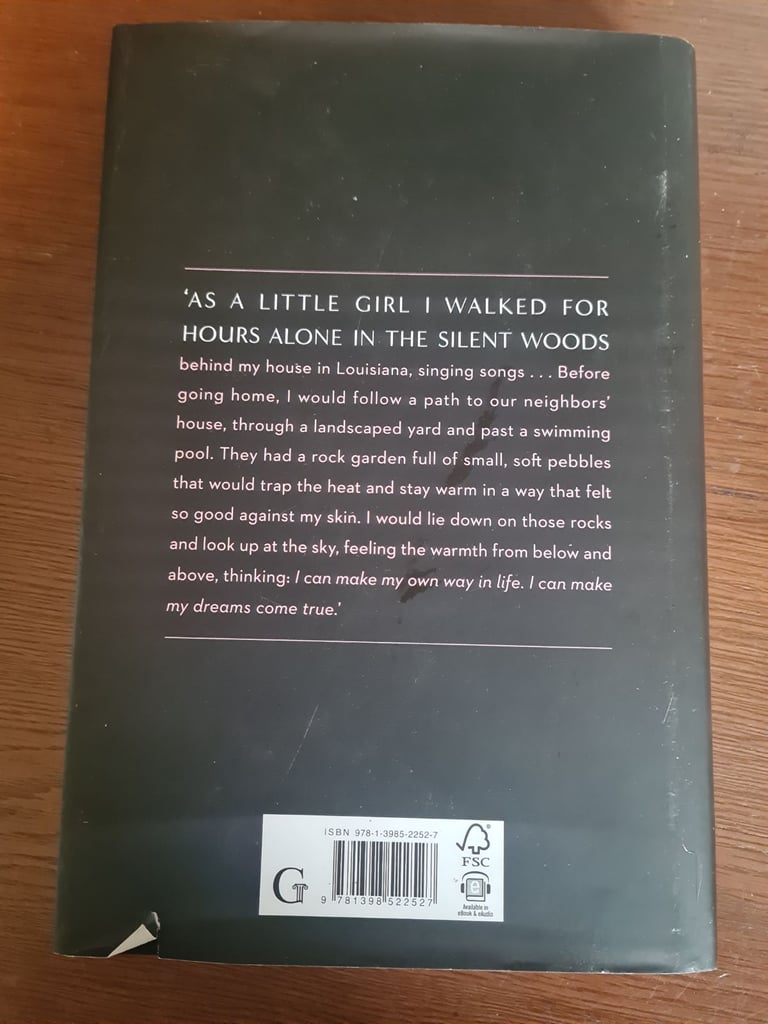 ‘AS A LITTLE GIRL I WALKED FOR
HOURS ALONE IN THE SILENT WOODS
behind my house in Louisiana, singing songs . . . Before
going home, I would follow a path to our neighbors’
house, through a landscaped yard and past a swimming
pool. They had a rock garden full of small, soft pebbles
that would trap the heat and stay warm in a way that felt
so good against my skin. I would lie down on those rocks
and look up at the sky, feeling the warmth from below and
above, thinking: I can make my own way in life. I can make
my dreams come true.’
ISBN 978-1-3985-2252-7
G
9 781398 522527
FSC
e
Available in
eBook & eAudio